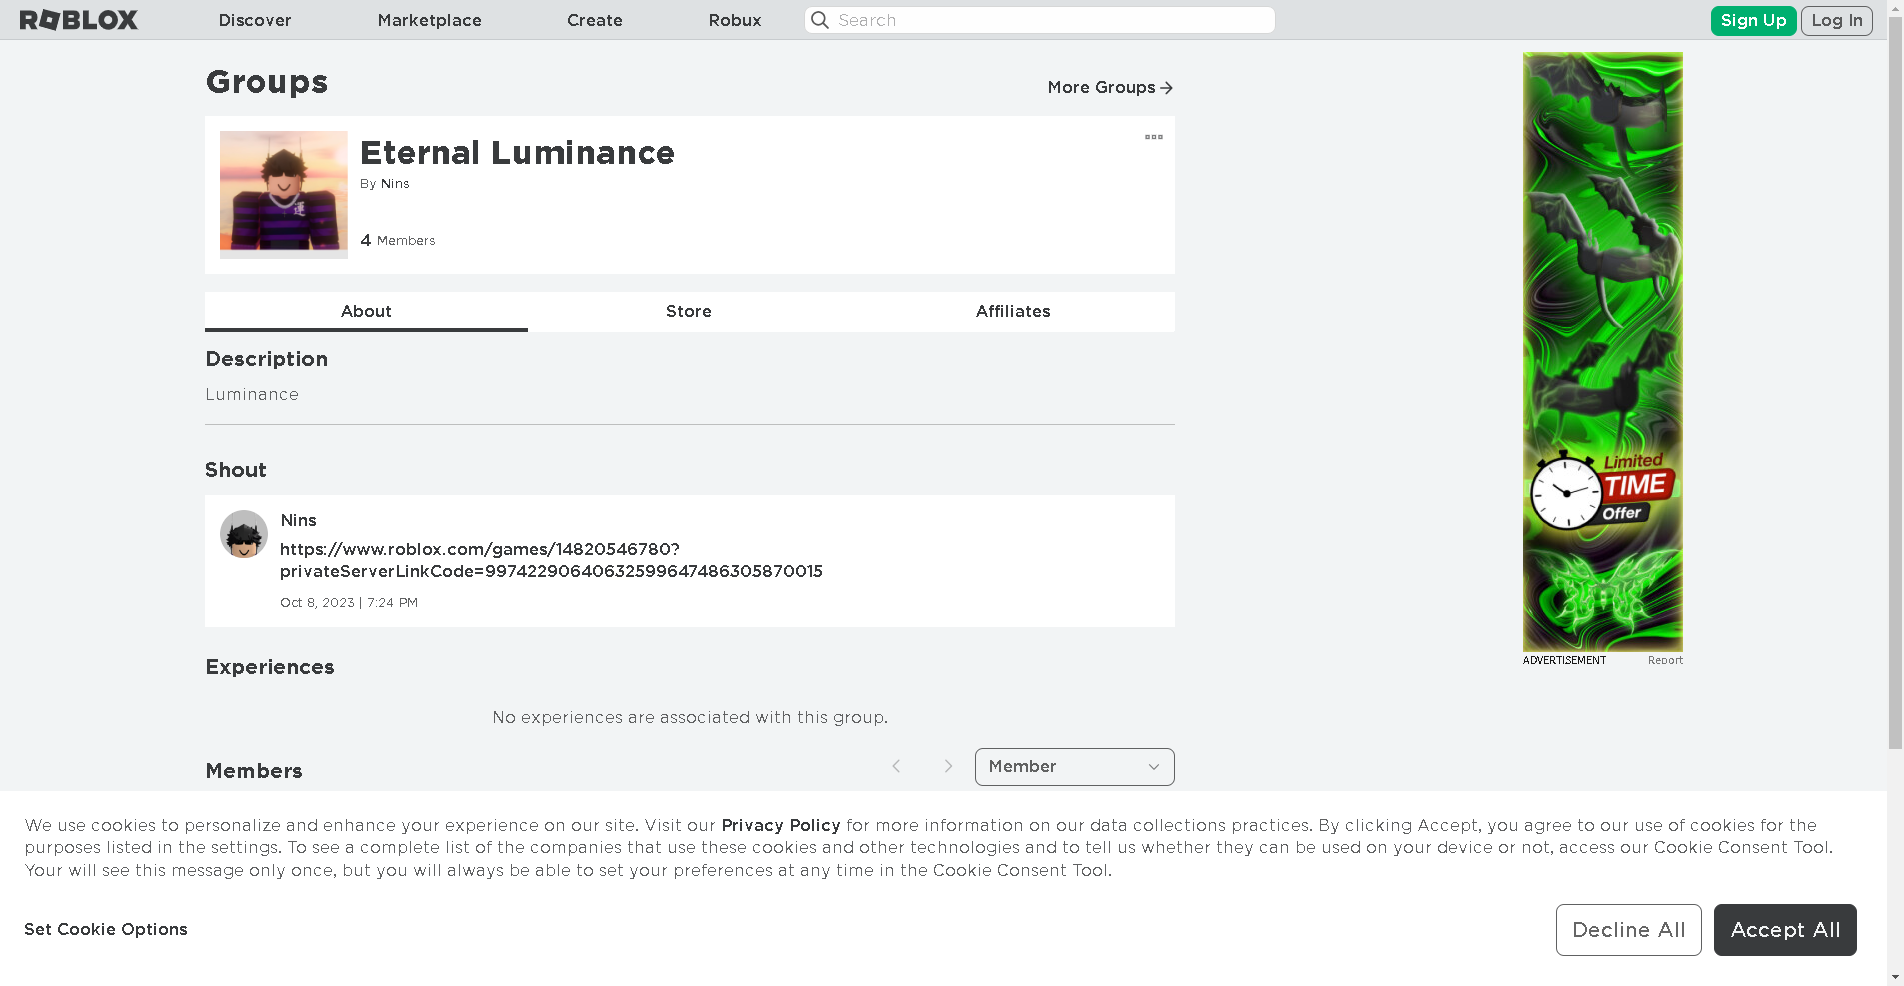 ROBLOX
Discover
Marketplace
Create
Robux
Search
Sign Up
Log In
Groups
More Groups
Eternal Luminance
By Nins
4 Members
運
About
Store
Affiliates
Description
Luminance
Shout
Nins
https://www.roblox.com/games/14820546780?
privateServerLinkCode=99742290640632599647486305870015
Oct 8, 2023 | 7:24 PM
Experiences
No experiences are associated with this group.
Members
Member
Limited
TIME
Offer
ADVERTISEMENT
Report
We use cookies to personalize and enhance your experience on our site. Visit our Privacy Policy for more information on our data collections practices. By clicking Accept, you agree to our use of cookies for the
purposes listed in the settings. To see a complete list of the companies that use these cookies and other technologies and to tell us whether they can be used on your device or not, access our Cookie Consent Tool.
Your will see this message only once, but you will always be able to set your preferences at any time in the Cookie Consent Tool.
Set Cookie Options
Decline All
Accept All